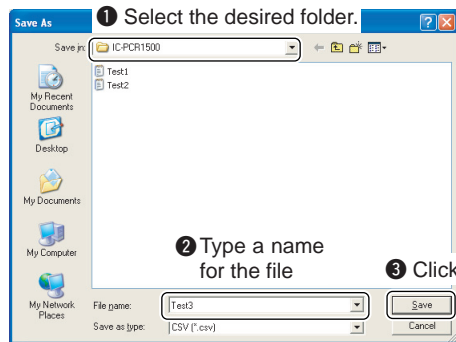 ❶ Select the desired folder.
Save As
Save in:
IC-PCR1500
Test1
Test2
My Recent
Documents
Desktop
My Documents
My Computer
My Network
Places
❷ Type a name
for the file
❸ Click
File name:
Test3
Save
Save as type:
CSV (*.csv)
Cancel